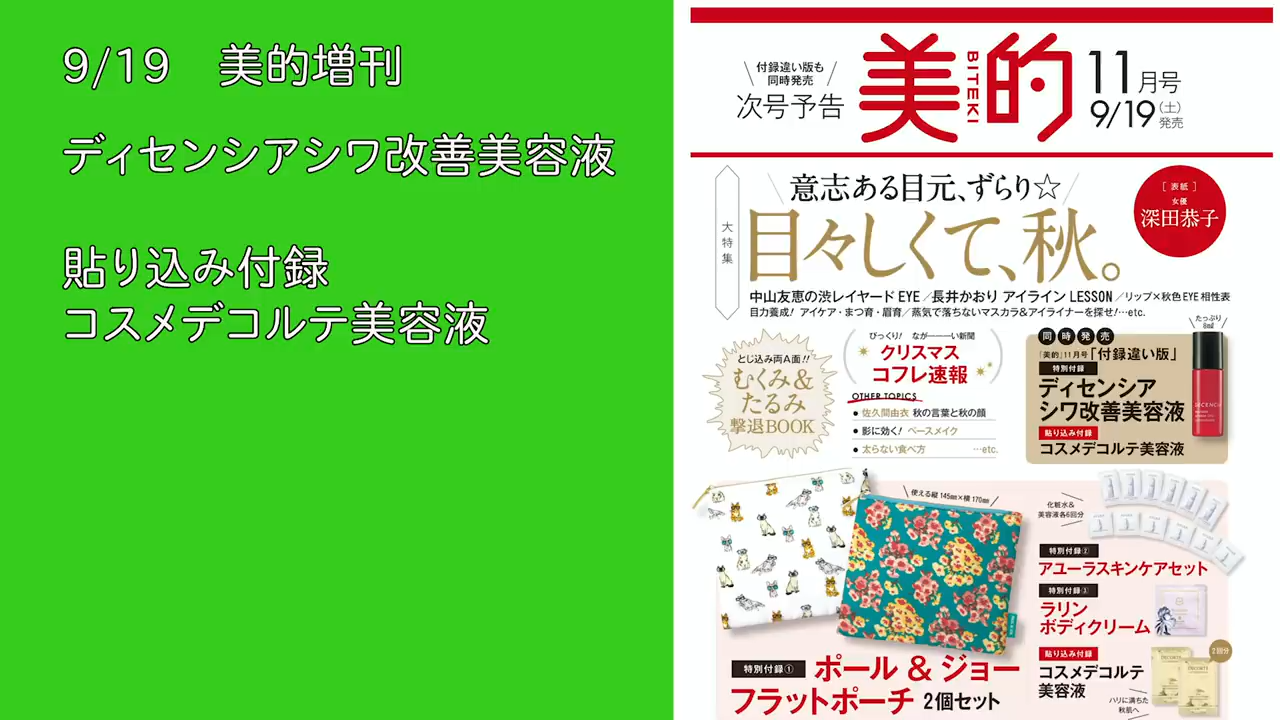 9/19 美的増刊
ディセンシアシワ改善美容液
貼り込み付録
コスメデコルテ美容液
付録違い版も
同時発売
次号予告
美的
BITEKI
11月号
9/19(土)発売
大特集
意志ある目元、ずらり☆
目々しくて、秋。
[表紙]
女優
深田恭子
中山友恵の渋レイヤードEYE/長井かおり アイラインLESSON/リップ×秋色EYE相性表
目力養成! アイケア・まつ育・眉育/蒸気で落ちないマスカラ&アイライナーを探せ!…etc.
とじ込み両A面!!
むくみ&
たるみ
撃退BOOK
びっくり! なが———い新聞
クリスマス
コフレ速報
OTHER TOPICS
● 佐久間由衣 秋の言葉と秋の顔
● 影に効く! ベースメイク
● 太らない食べ方 …etc.
たっぷり
8㎖
同時発売
「美的」11月号「付録違い版」
特別付録
ディセンシア
シワ改善美容液
貼り込み付録
コスメデコルテ美容液
使える縦145㎜×横170㎜
化粧水&
美容液各6回分
特別付録②
アユーラスキンケアセット
特別付録③
ラリン
ボディクリーム
貼り込み付録
コスメデコルテ
美容液
2回分
ハリに満ちた
秋肌へ
特別付録①
ポール & ジョー
フラットポーチ 2個セット